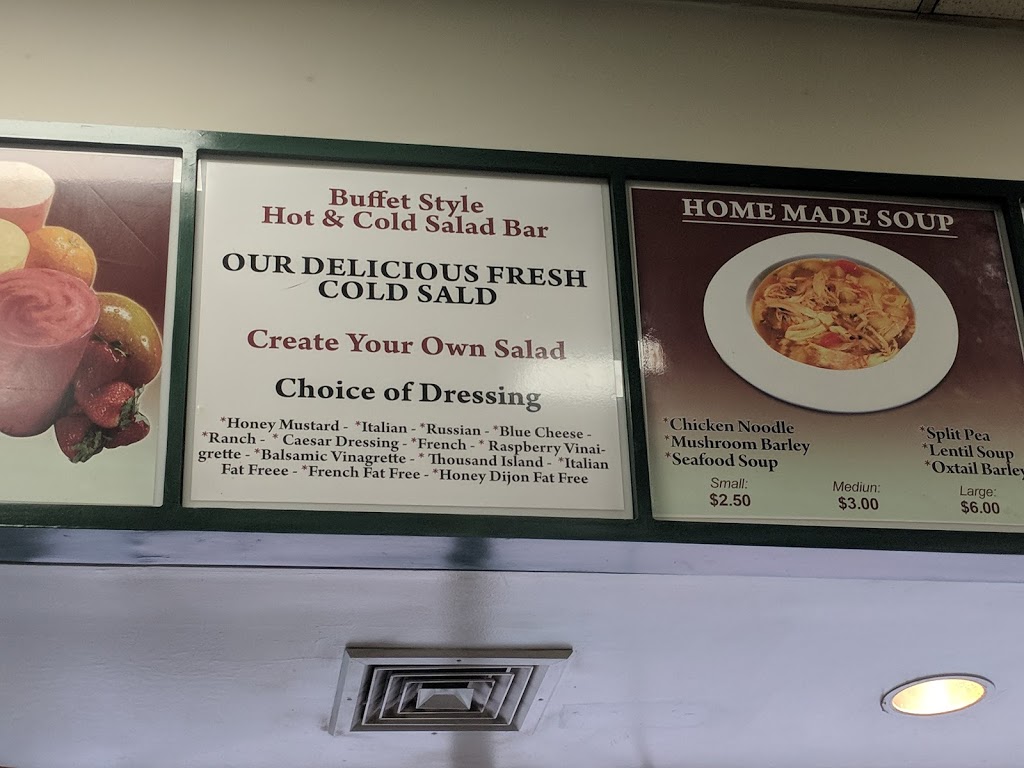 Buffet Style
Hot & Cold Salad Bar
OUR DELICIOUS FRESH
COLD SALD
Create Your Own Salad
Choice of Dressing
*Honey Mustard - *Italian - *Russian - *Blue Cheese -
*Ranch - * Caesar Dressing - *French - * Raspberry Vinai-
grette - *Balsamic Vinagrette - * Thousand Island - *Italian
Fat Freee - *French Fat Free - *Honey Dijon Fat Free
HOME MADE SOUP
*Chicken Noodle
*Mushroom Barley
*Seafood Soup
*Split Pea
*Lentil Soup
*Oxtail Barley
Small:
$2.50
Mediun:
$3.00
Large:
$6.00